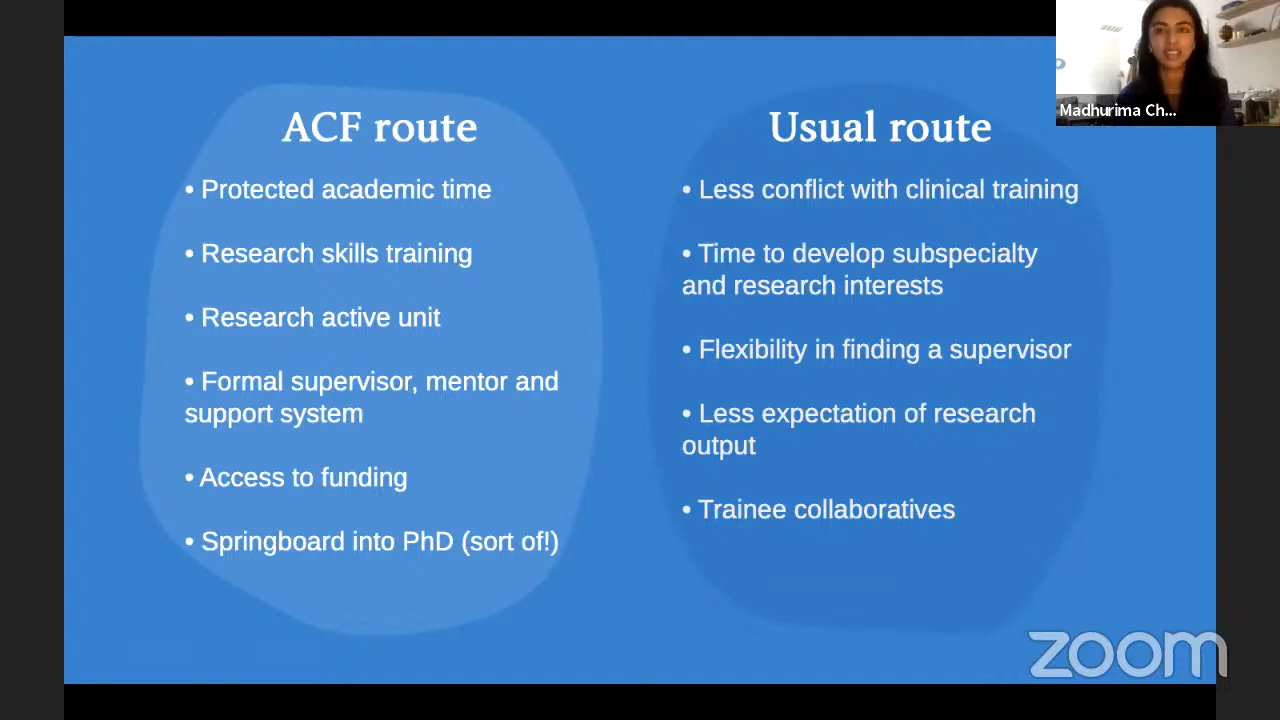 ACF route
• Protected academic time
• Research skills training
• Research active unit
• Formal supervisor, mentor and
support system
• Access to funding
• Springboard into PhD (sort of!)
Usual route
• Less conflict with clinical training
• Time to develop subspecialty
and research interests
• Flexibility in finding a supervisor
• Less expectation of research
output
• Trainee collaboratives
Madhurima Ch...
zoom